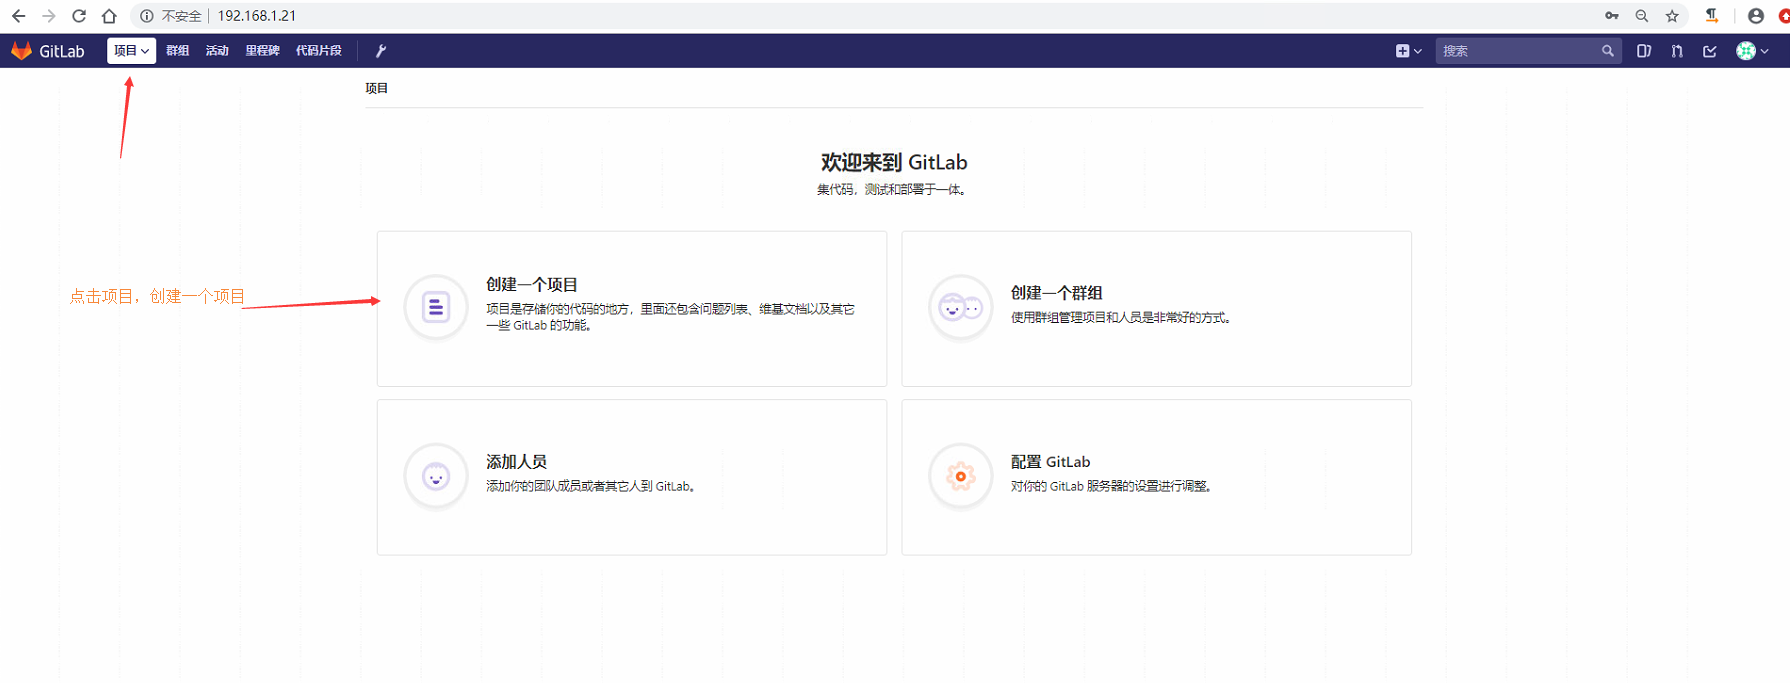 不安全 | 192.168.1.21
GitLab 项目 群组 活动 里程碑 代码片段 搜索
项目
欢迎来到 GitLab
集代码，测试和部署于一体。
点击项目，创建一个项目
创建一个项目
项目是存储你的代码的地方，里面还包含问题列表、维基文档以及其它
一些 GitLab 的功能。
创建一个群组
使用群组管理项目和人员是非常好的方式。
添加人员
添加你的团队成员或者其它人到 GitLab。
配置 GitLab
对你的 GitLab 服务器的设置进行调整。